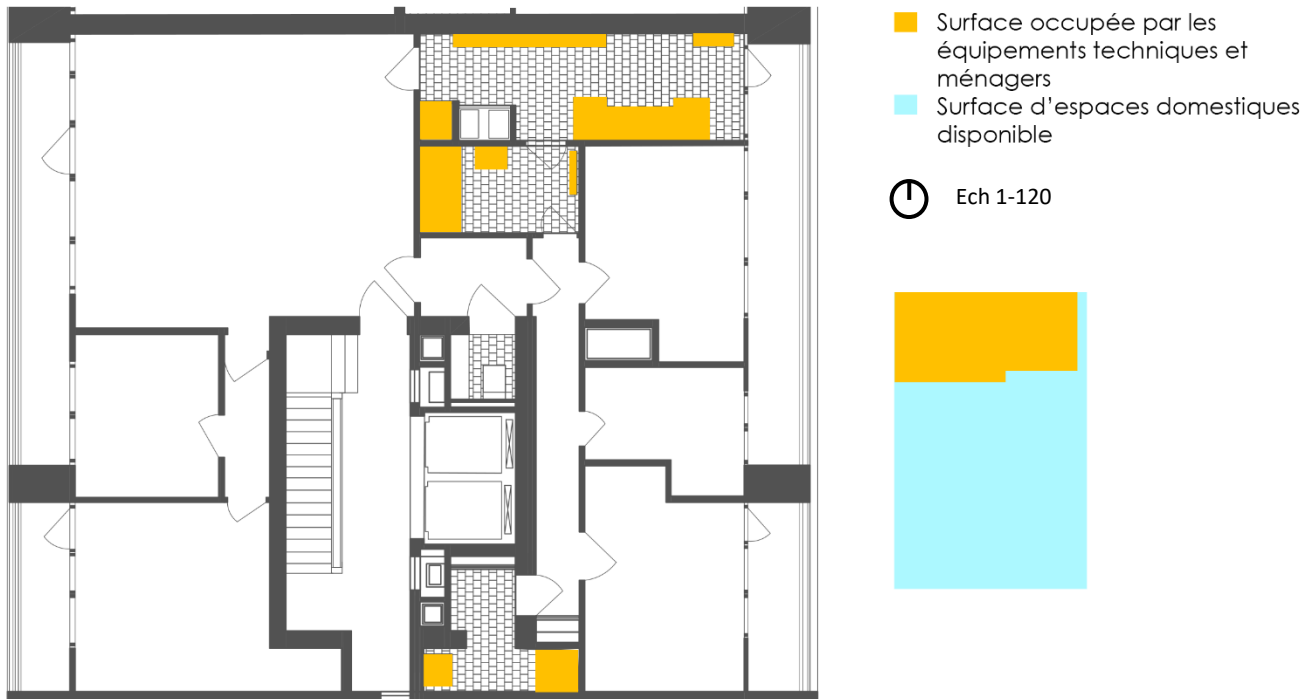 Surface occupée par les
équipements techniques et
ménagers
Surface d'espaces domestiques
disponible
Ech 1-120